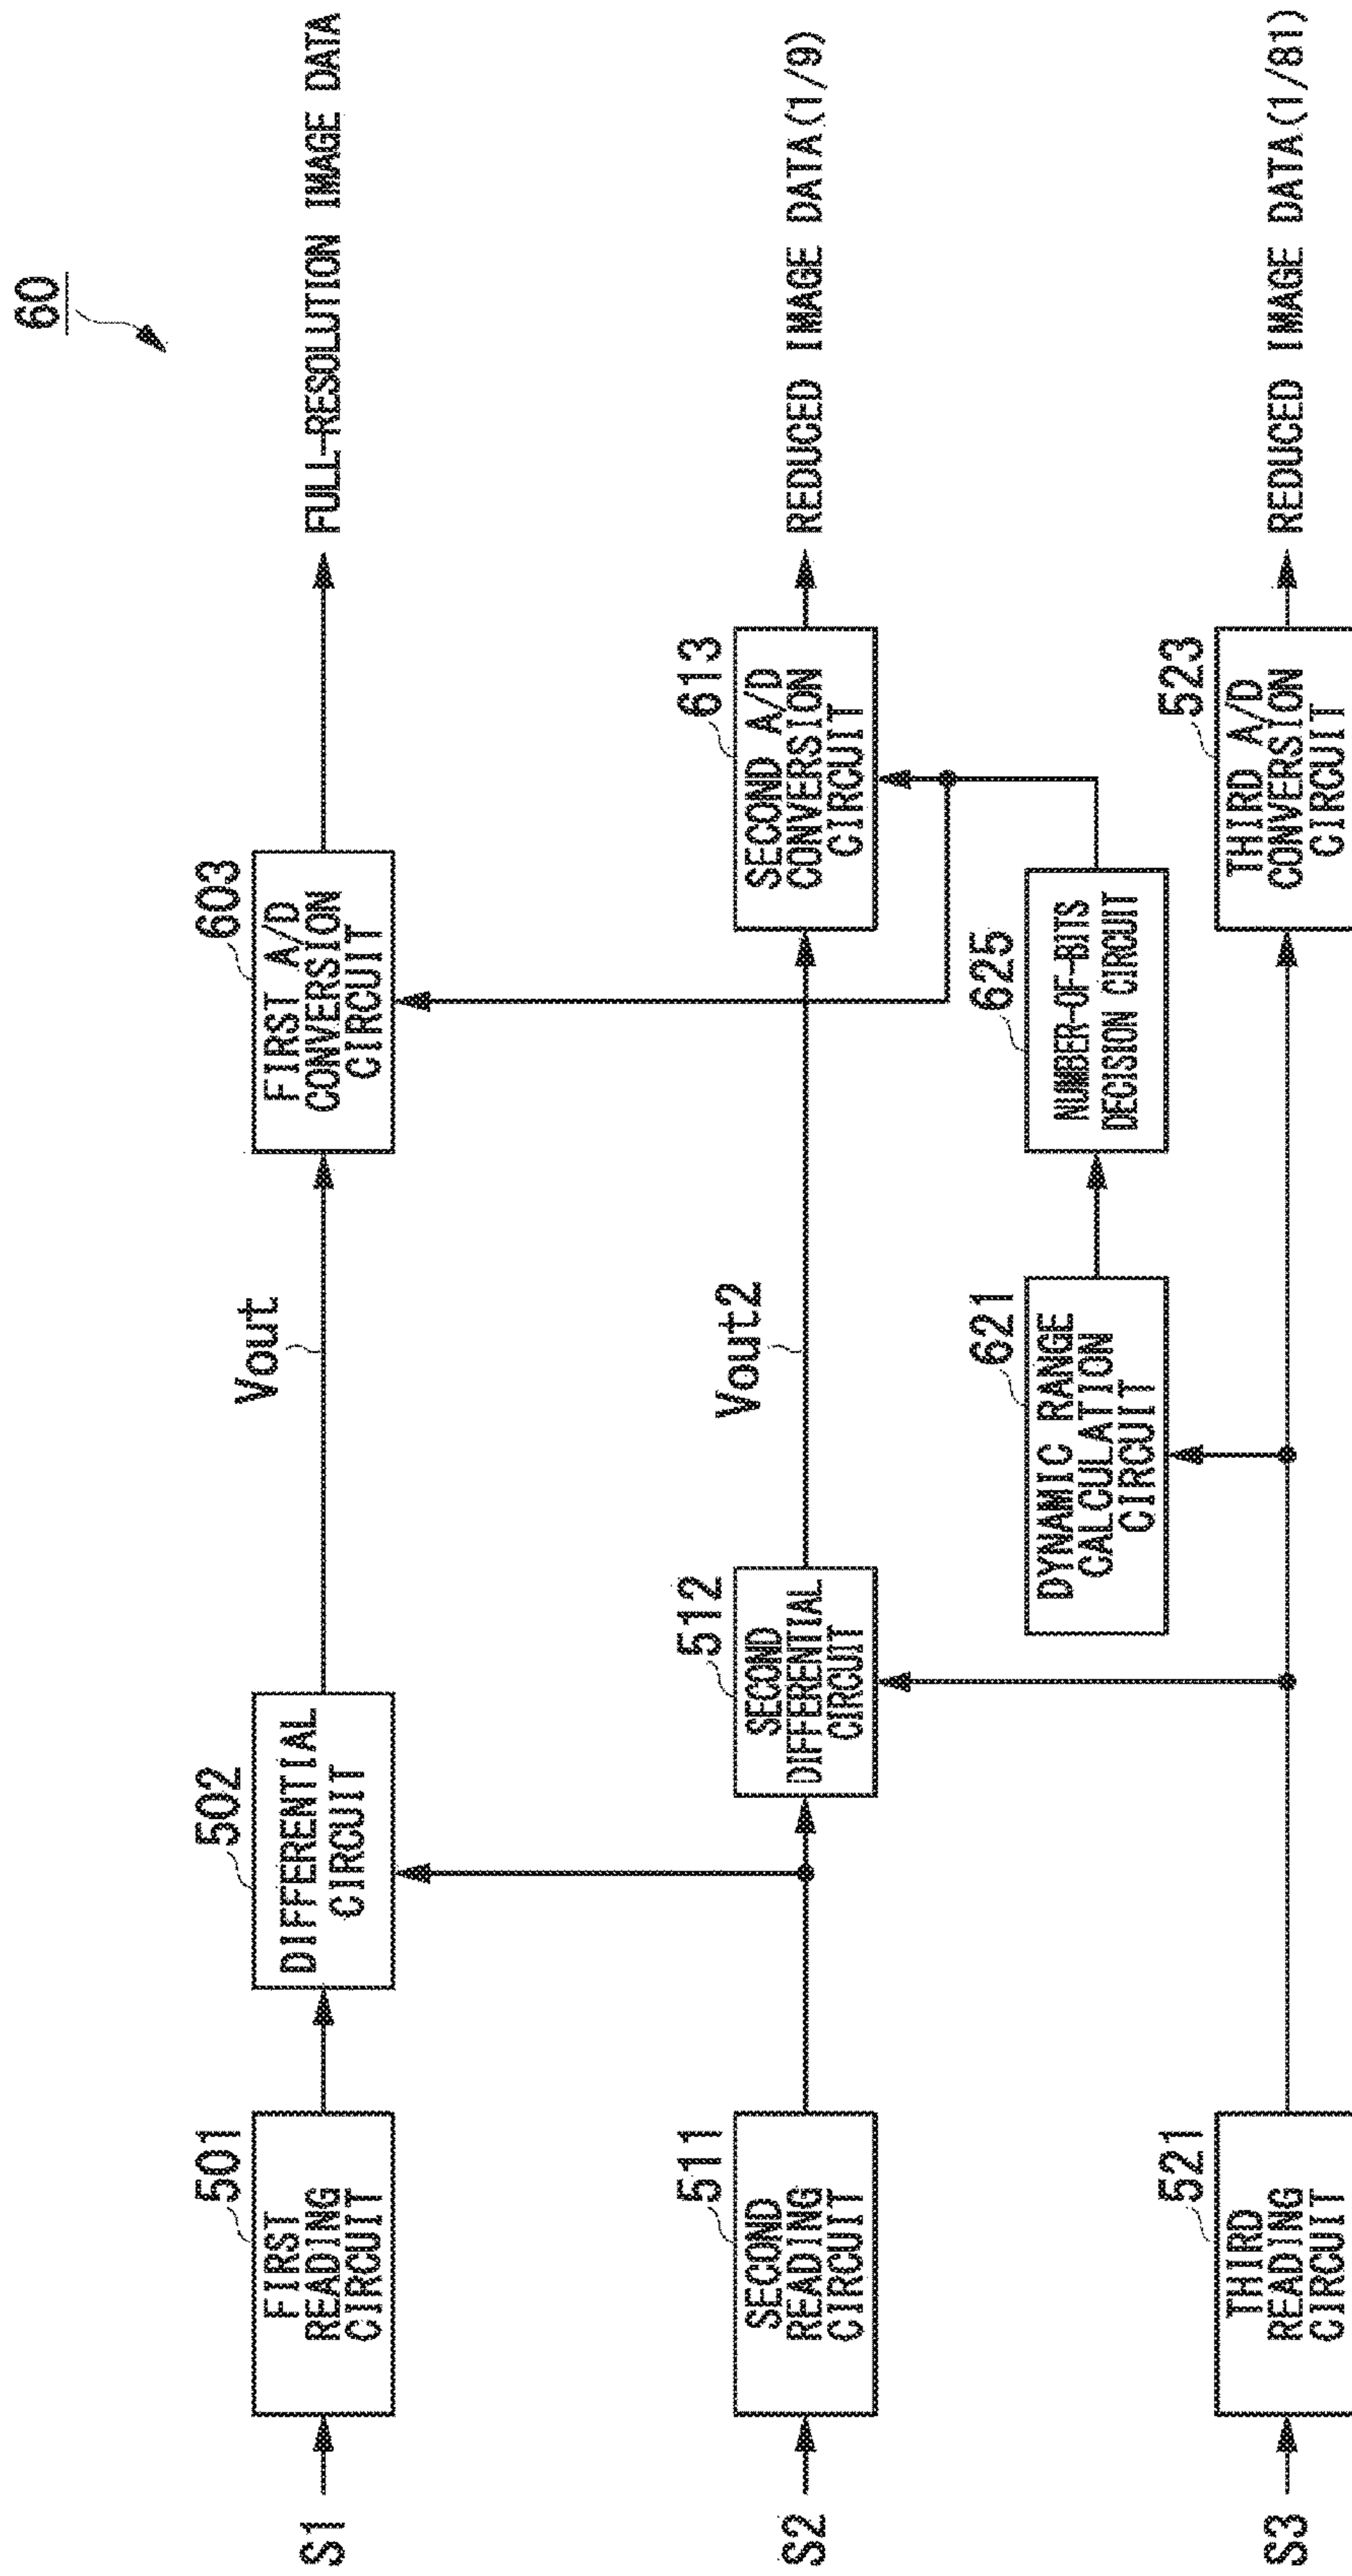 60
S1
501
FIRST
READING
CIRCUIT
502
DIFFERENTIAL
CIRCUIT
Vout
603
FIRST A/D
CONVERSION
CIRCUIT
FULL-RESOLUTION IMAGE DATA
S2
511
SECOND
READING
CIRCUIT
512
SECOND
DIFFERENTIAL
CIRCUIT
Vout2
613
SECOND A/D
CONVERSION
CIRCUIT
REDUCED IMAGE DATA(1/9)
621
DYNAMIC RANGE
CALCULATION
CIRCUIT
625
NUMBER-OF-BITS
DECISION CIRCUIT
S3
521
THIRD
READING
CIRCUIT
523
THIRD A/D
CONVERSION
CIRCUIT
REDUCED IMAGE DATA(1/81)